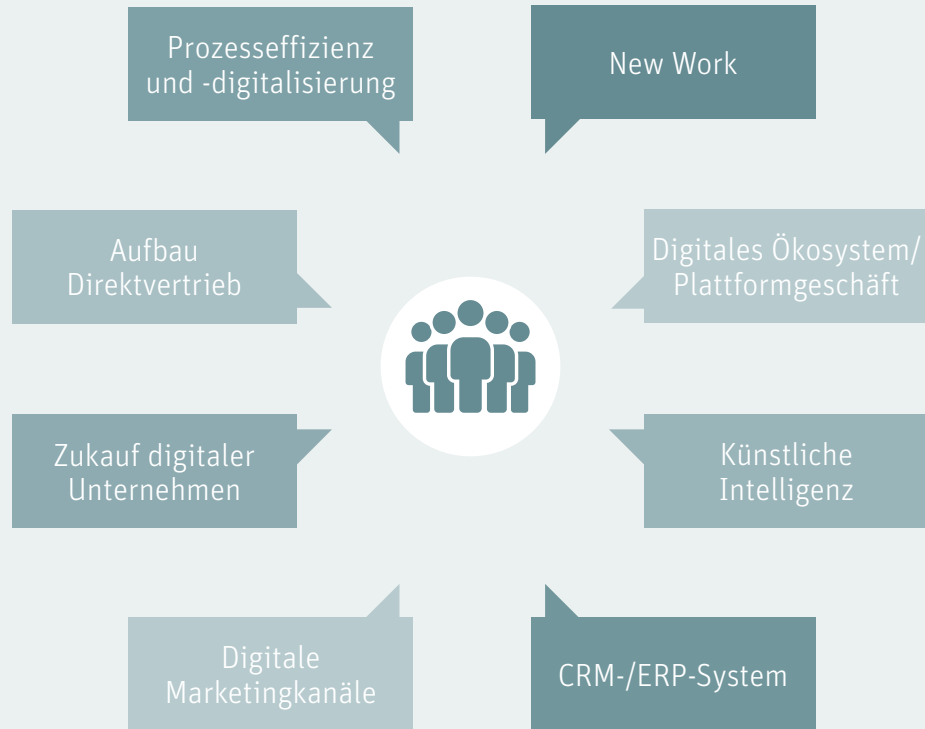 Prozesseffizienz
und -digitalisierung
New Work
Aufbau
Direktvertrieb
Digitales Ökosystem/
Plattformgeschäft
Zukauf digitaler
Unternehmen
Künstliche
Intelligenz
Digitale
Marketingkanäle
CRM-/ERP-System